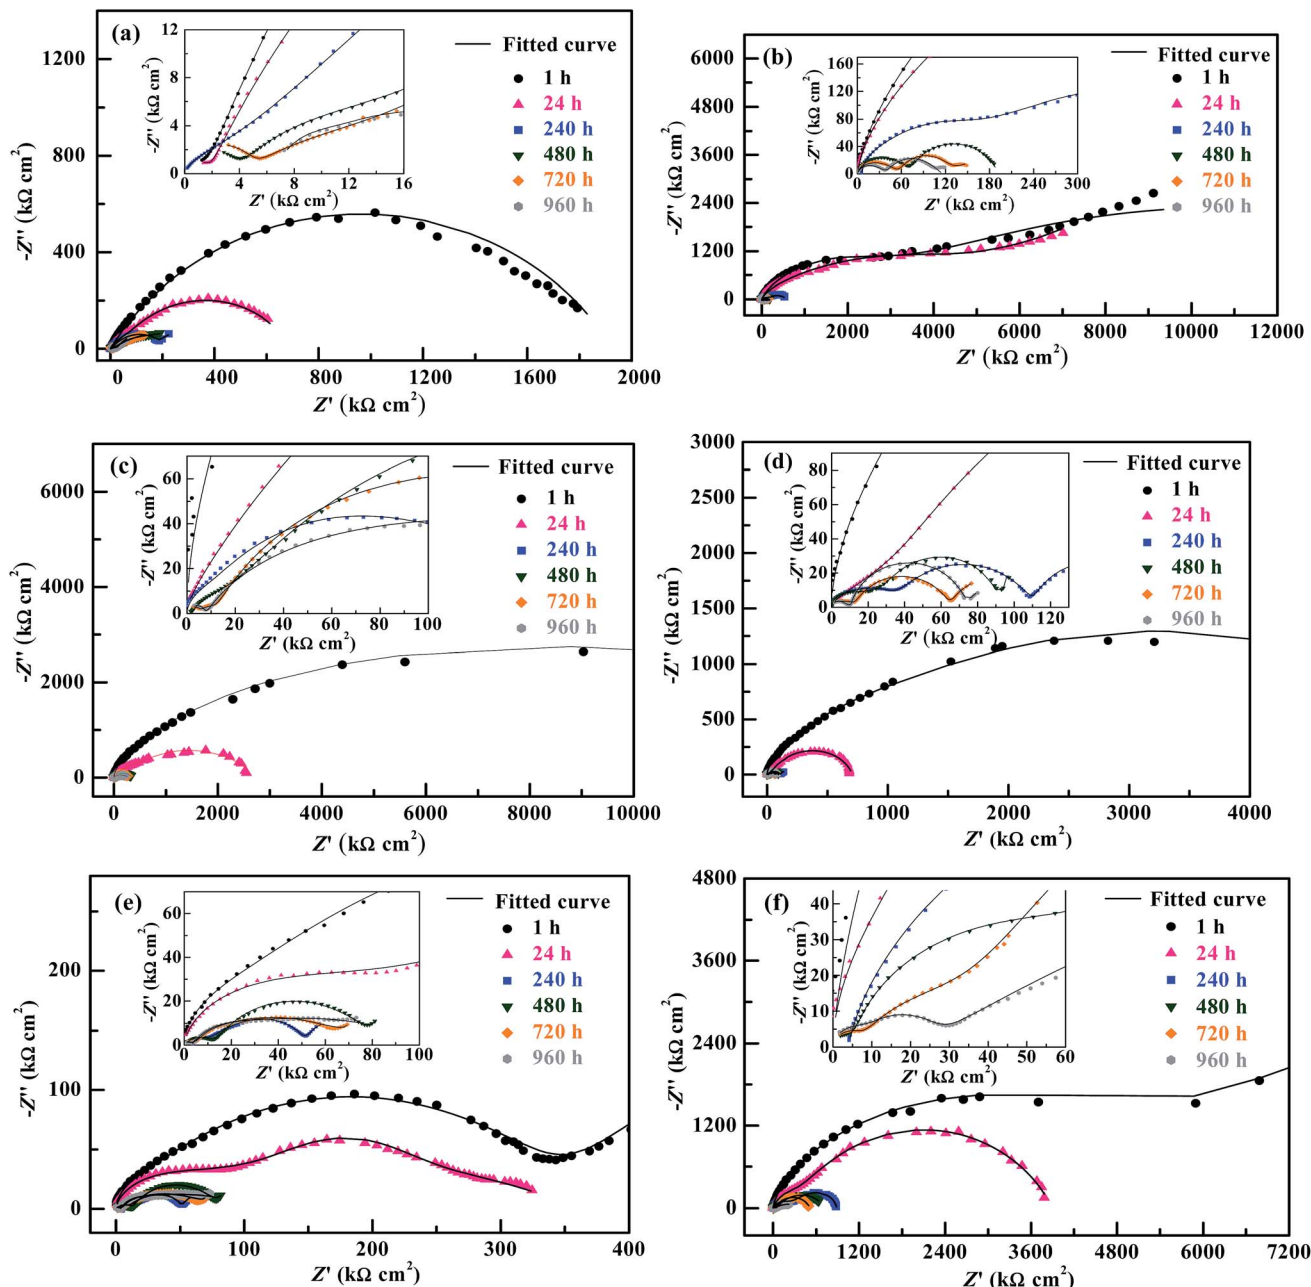 (a)
Fitted curve
1 h
24 h
240 h
480 h
720 h
960 h
-Z'' (kΩ cm²)
1200
900
600
400
200
0
0 400 800 1200 1600 2000
Z' (kΩ cm²)
-Z'' (kΩ cm²)
12
8
4
0
0 4 8 12 16
Z' (kΩ cm²)
(b)
Fitted curve
1 h
24 h
240 h
480 h
720 h
960 h
-Z'' (kΩ cm²)
6000
4800
3600
2400
1200
0
0 2000 4000 6000 8000 10000 12000
Z' (kΩ cm²)
-Z'' (kΩ cm²)
160
120
80
40
0
0 60 120 180 240 300
Z' (kΩ cm²)
(c)
Fitted curve
1 h
24 h
240 h
480 h
720 h
960 h
-Z'' (kΩ cm²)
6000
4000
2000
0
0 2000 4000 6000 8000 10000
Z' (kΩ cm²)
-Z'' (kΩ cm²)
60
40
20
0
0 20 40 60 80 100
Z' (kΩ cm²)
(d)
Fitted curve
1 h
24 h
240 h
480 h
720 h
960 h
-Z'' (kΩ cm²)
3000
2500
2000
1500
1000
500
0
0 1000 2000 3000 4000
Z' (kΩ cm²)
-Z'' (kΩ cm²)
80
60
40
20
0
0 20 40 60 80 100 120
Z' (kΩ cm²)
(e)
Fitted curve
1 h
24 h
240 h
480 h
720 h
960 h
-Z'' (kΩ cm²)
200
100
0
0 100 200 300 400
Z' (kΩ cm²)
-Z'' (kΩ cm²)
60
40
20
0
0 20 40 60 80 100
Z' (kΩ cm²)
(f)
Fitted curve
1 h
24 h
240 h
480 h
720 h
960 h
-Z'' (kΩ cm²)
4800
3600
2400
1200
0
0 1200 2400 3600 4800 6000 7200
Z' (kΩ cm²)
-Z'' (kΩ cm²)
40
30
20
10
0
0 10 20 30 40 50 60
Z' (kΩ cm²)